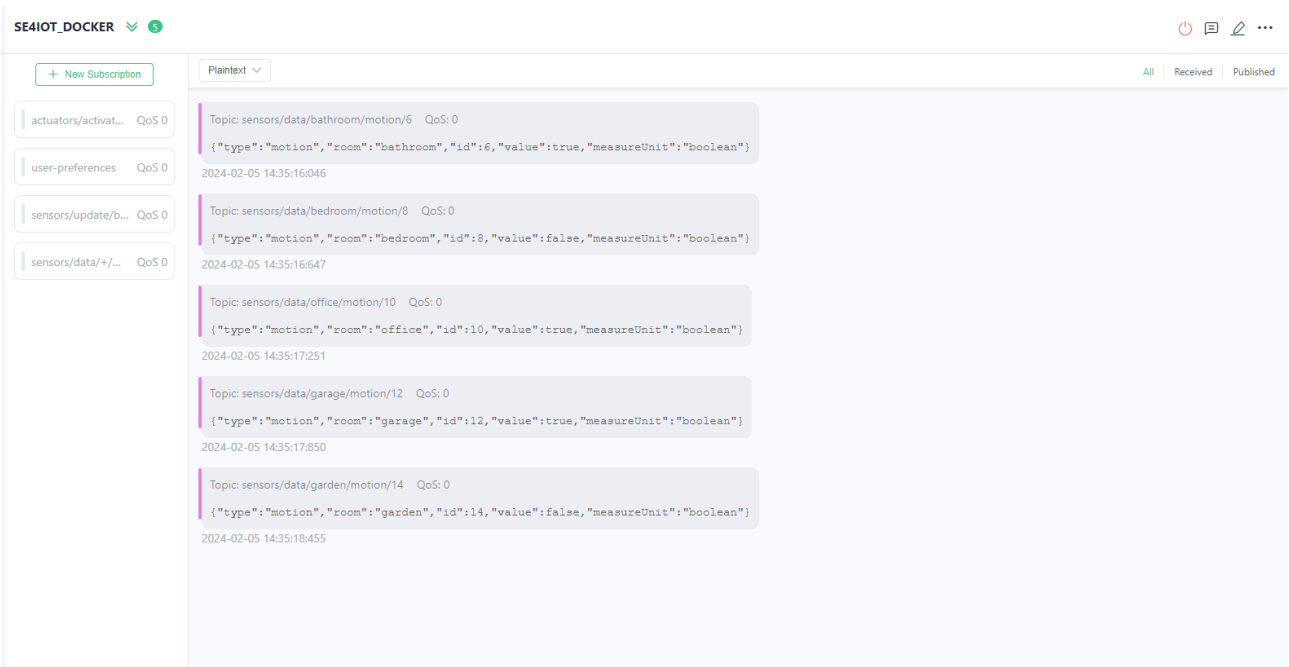 SE4IOT_DOCKER 5
+ New Subscription
Plaintext
All Received Published
actuators/activat... QoS 0
user-preferences QoS 0
sensors/update/b... QoS 0
sensors/data/+/... QoS 0
Topic: sensors/data/bathroom/motion/6 QoS: 0
{"type":"motion","room":"bathroom","id":6,"value":true,"measureUnit":"boolean"}
2024-02-05 14:35:16:046
Topic: sensors/data/bedroom/motion/8 QoS: 0
{"type":"motion","room":"bedroom","id":8,"value":false,"measureUnit":"boolean"}
2024-02-05 14:35:16:647
Topic: sensors/data/office/motion/10 QoS: 0
{"type":"motion","room":"office","id":10,"value":true,"measureUnit":"boolean"}
2024-02-05 14:35:17:251
Topic: sensors/data/garage/motion/12 QoS: 0
{"type":"motion","room":"garage","id":12,"value":true,"measureUnit":"boolean"}
2024-02-05 14:35:17:850
Topic: sensors/data/garden/motion/14 QoS: 0
{"type":"motion","room":"garden","id":14,"value":false,"measureUnit":"boolean"}
2024-02-05 14:35:18:455